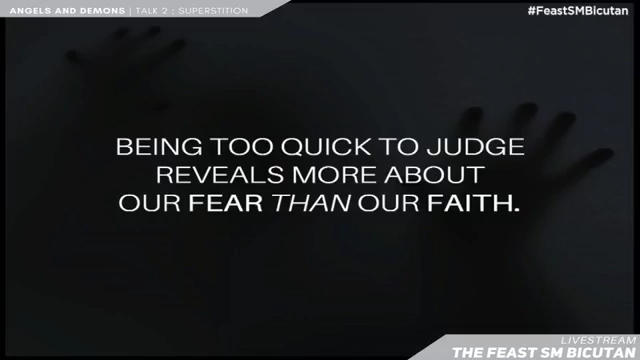 ANGELS AND DEMONS | TALK 2 : SUPERSTITION
#FeastSMBicutan
BEING TOO QUICK TO JUDGE
REVEALS MORE ABOUT
OUR FEAR THAN OUR FAITH.
LIVESTREAM
THE FEAST SM BICUTAN